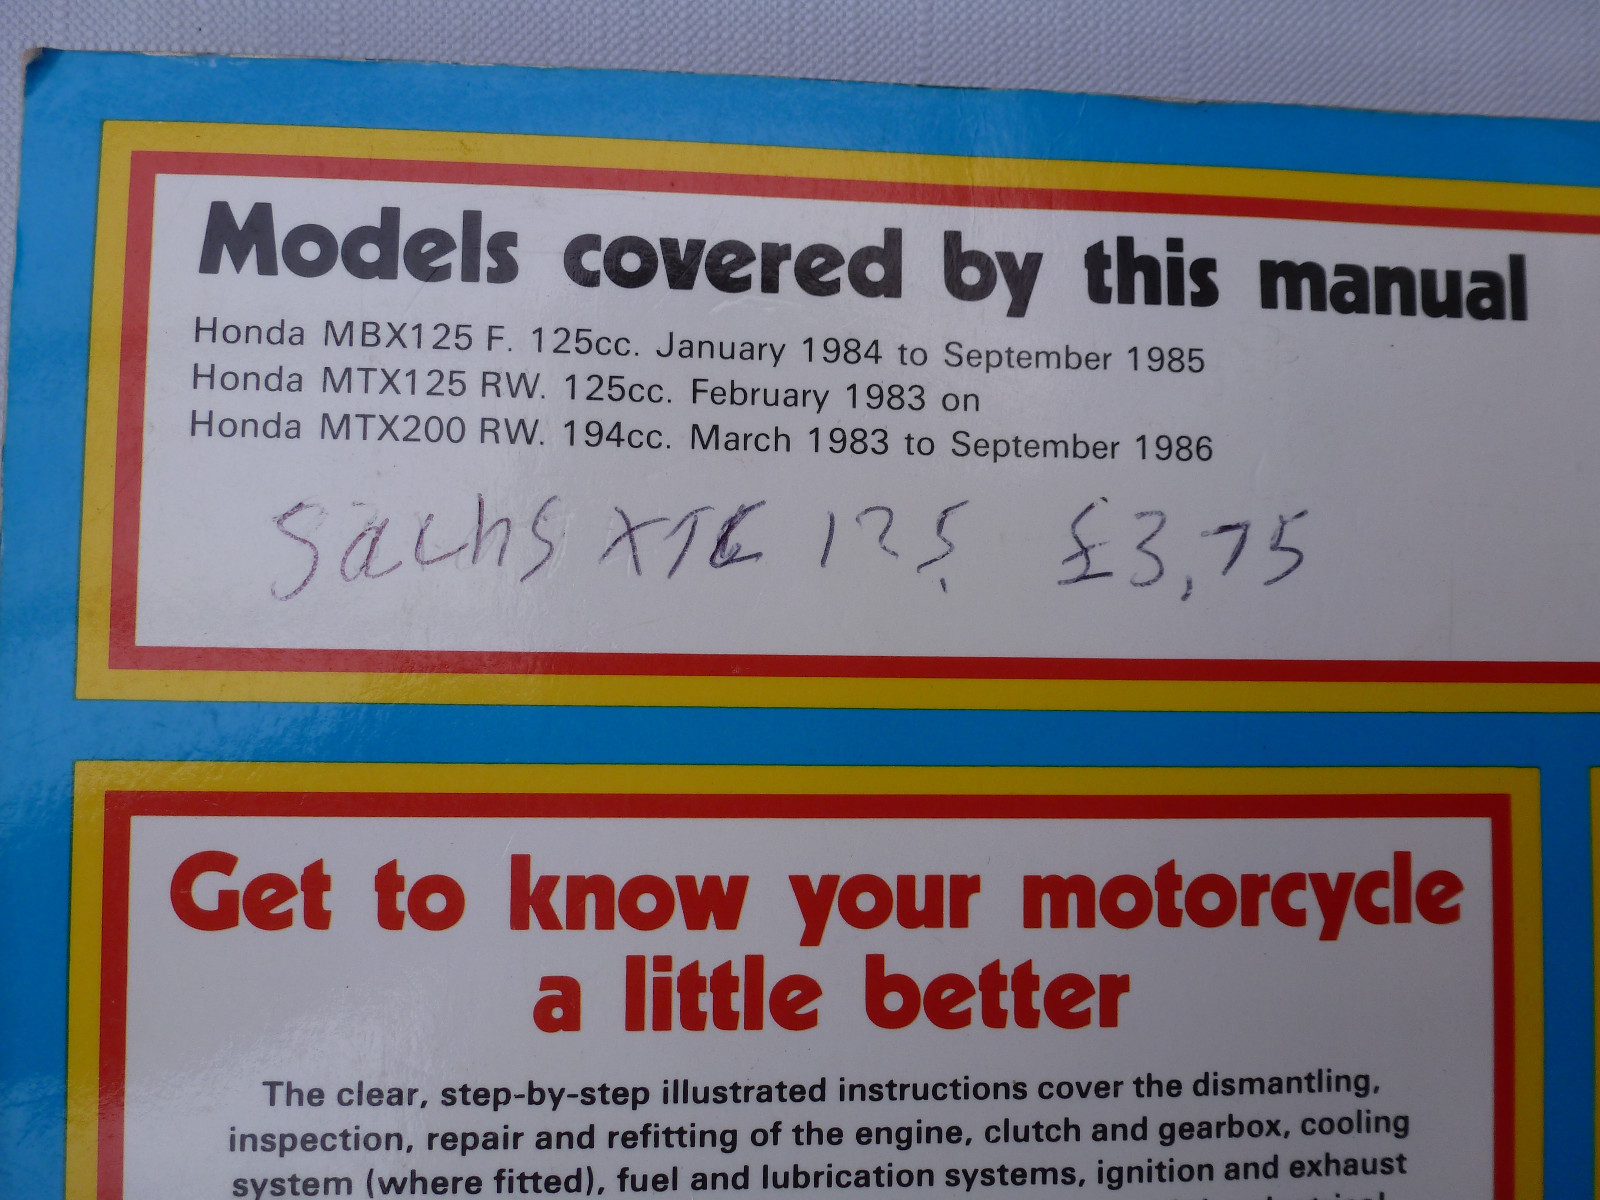 Models covered by this manual
Honda MBX125 F. 125cc. January 1984 to September 1985
Honda MTX125 RW. 125cc. February 1983 on
Honda MTX200 RW. 194cc. March 1983 to September 1986
Sachs XTC 125 £3,75
Get to know your motorcycle
a little better
The clear, step-by-step illustrated instructions cover the dismantling,
inspection, repair and refitting of the engine, clutch and gearbox, cooling
system (where fitted), fuel and lubrication systems, ignition and exhaust